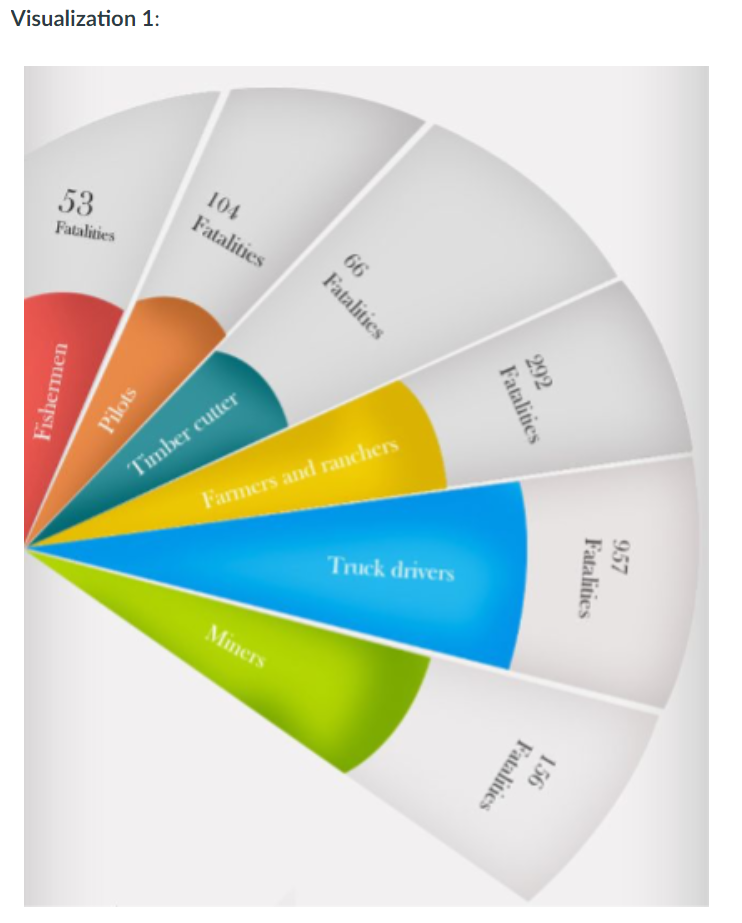 Visualization 1:
53
Fatalities
104
Fatalities
66
Fatalities
292
Fatalities
957
Fatalities
156
Fatalities
Fishermen
Pilots
Timber cutter
Farmers and ranchers
Truck drivers
Miners